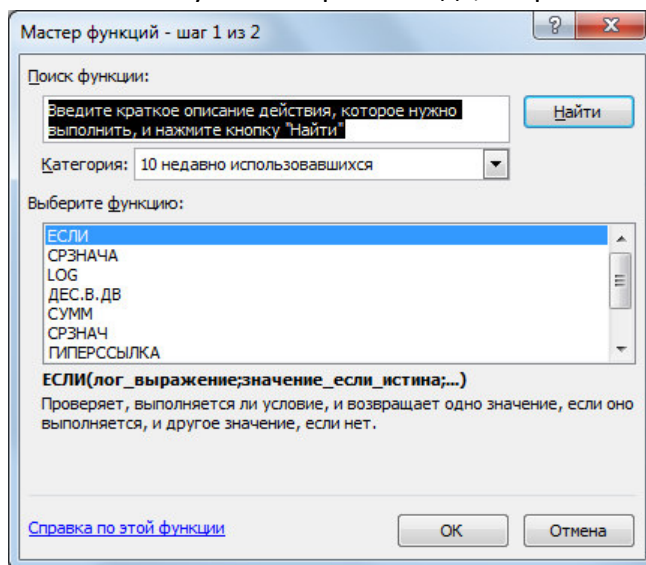 Мастер функций - шаг 1 из 2
Поиск функции:
Введите краткое описание действия, которое нужно
выполнить, и нажмите кнопку "Найти"
Найти
Категория: 10 недавно использовавшихся
Выберите функцию:
ЕСЛИ
СРЗНАЧА
LOG
ДЕС.В.ДВ
СУММ
СРЗНАЧ
ГИПЕРССЫЛКА
ЕСЛИ(лог_выражение;значение_если_истина;...)
Проверяет, выполняется ли условие, и возвращает одно значение, если оно
выполняется, и другое значение, если нет.
Справка по этой функции
ОК
Отмена